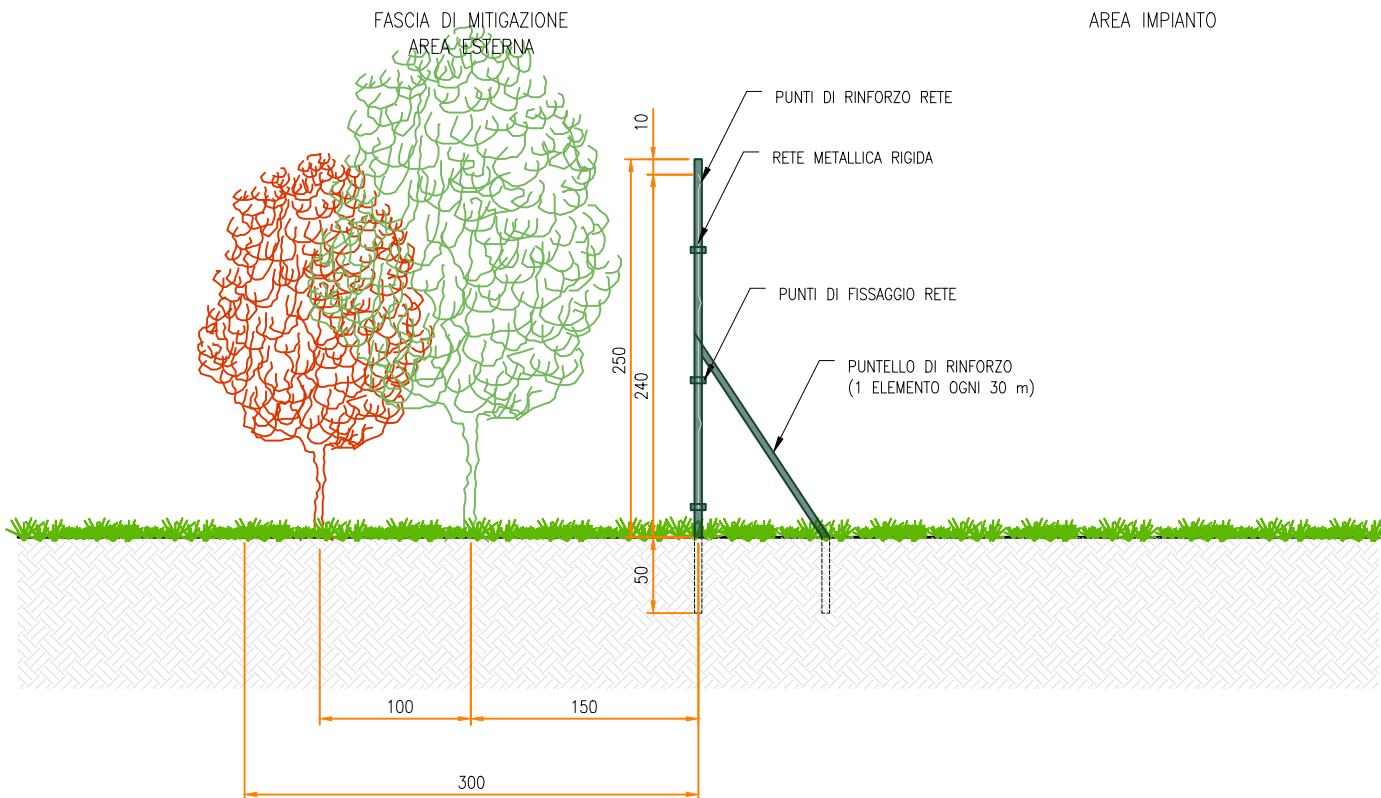 FASCIA DI MITIGAZIONE
AREA ESTERNA
AREA IMPIANTO
PUNTI DI RINFORZO RETE
10
RETE METALLICA RIGIDA
PUNTI DI FISSAGGIO RETE
250
240
PUNTELLO DI RINFORZO
(1 ELEMENTO OGNI 30 m)
50
100
150
300